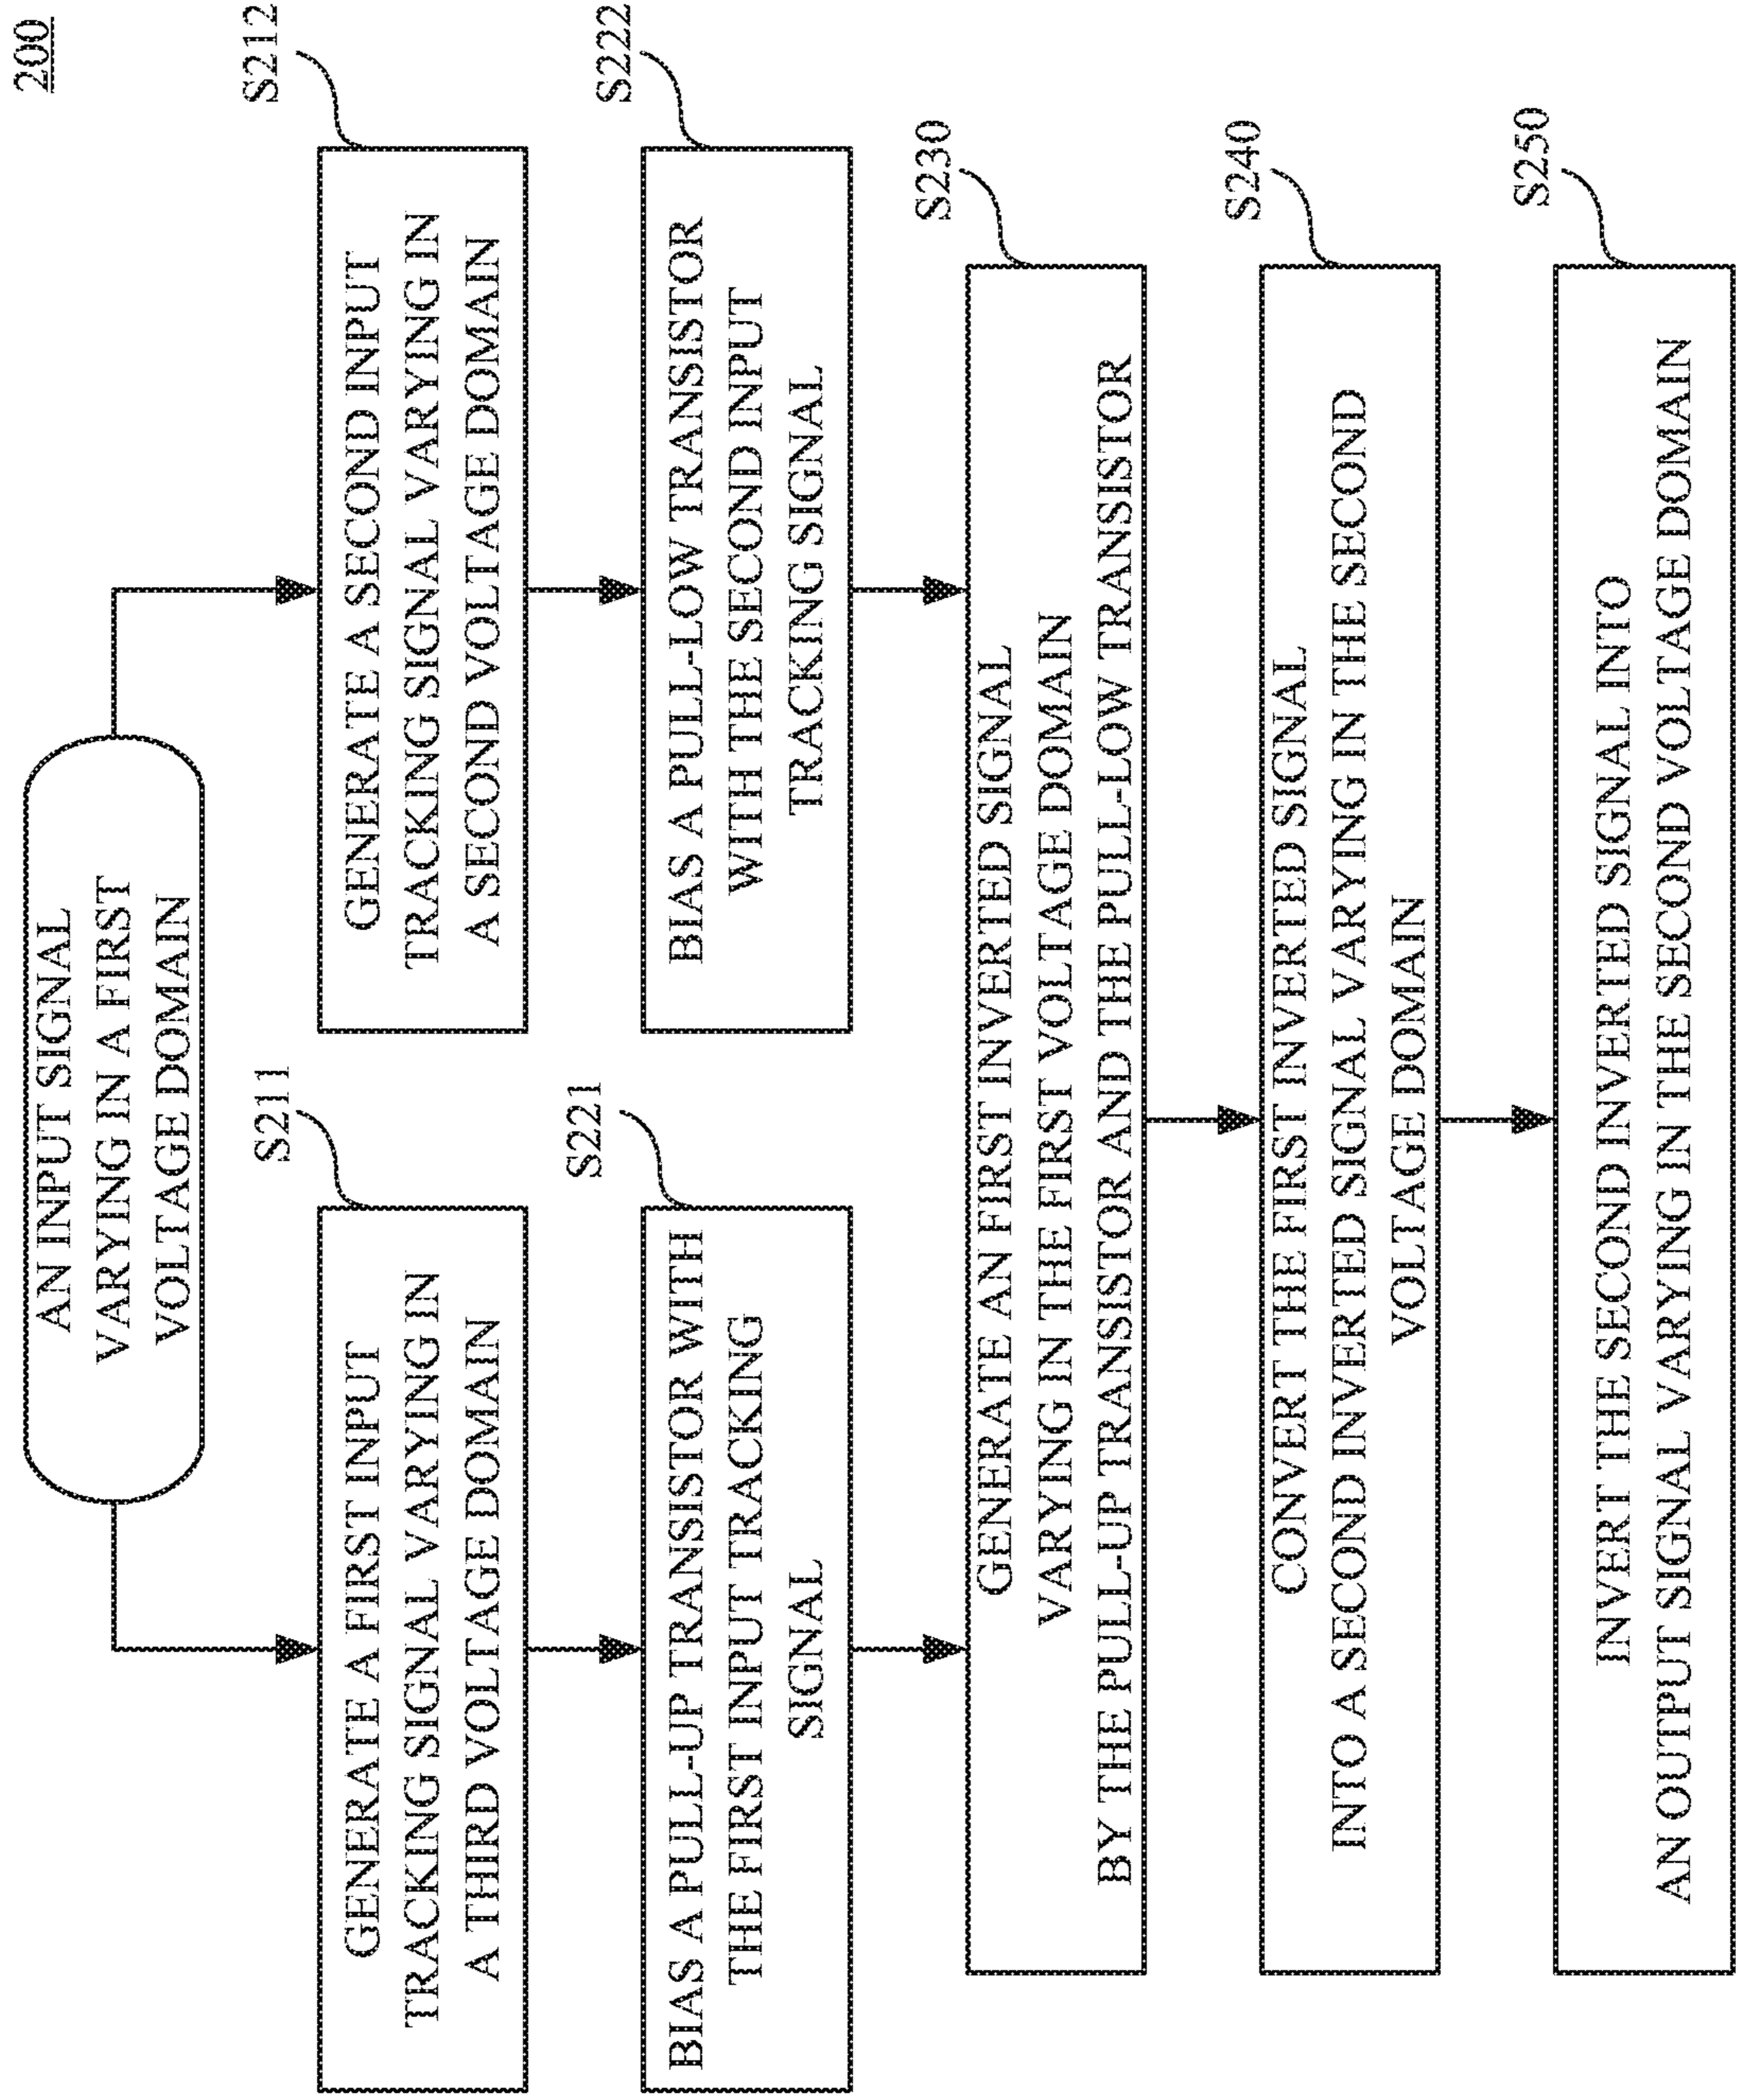 200
AN INPUT SIGNAL
VARYING IN A FIRST
VOLTAGE DOMAIN
S211
GENERATE A FIRST INPUT
TRACKING SIGNAL VARYING IN
A THIRD VOLTAGE DOMAIN
S212
GENERATE A SECOND INPUT
TRACKING SIGNAL VARYING IN
A SECOND VOLTAGE DOMAIN
S221
BIAS A PULL-UP TRANSISTOR WITH
THE FIRST INPUT TRACKING
SIGNAL
S222
BIAS A PULL-LOW TRANSISTOR
WITH THE SECOND INPUT
TRACKING SIGNAL
S230
GENERATE AN FIRST INVERTED SIGNAL
VARYING IN THE FIRST VOLTAGE DOMAIN
BY THE PULL-UP TRANSISTOR AND THE PULL-LOW TRANSISTOR
S240
CONVERT THE FIRST INVERTED SIGNAL
INTO A SECOND INVERTED SIGNAL VARYING IN THE SECOND
VOLTAGE DOMAIN
S250
INVERT THE SECOND INVERTED SIGNAL INTO
AN OUTPUT SIGNAL VARYING IN THE SECOND VOLTAGE DOMAIN